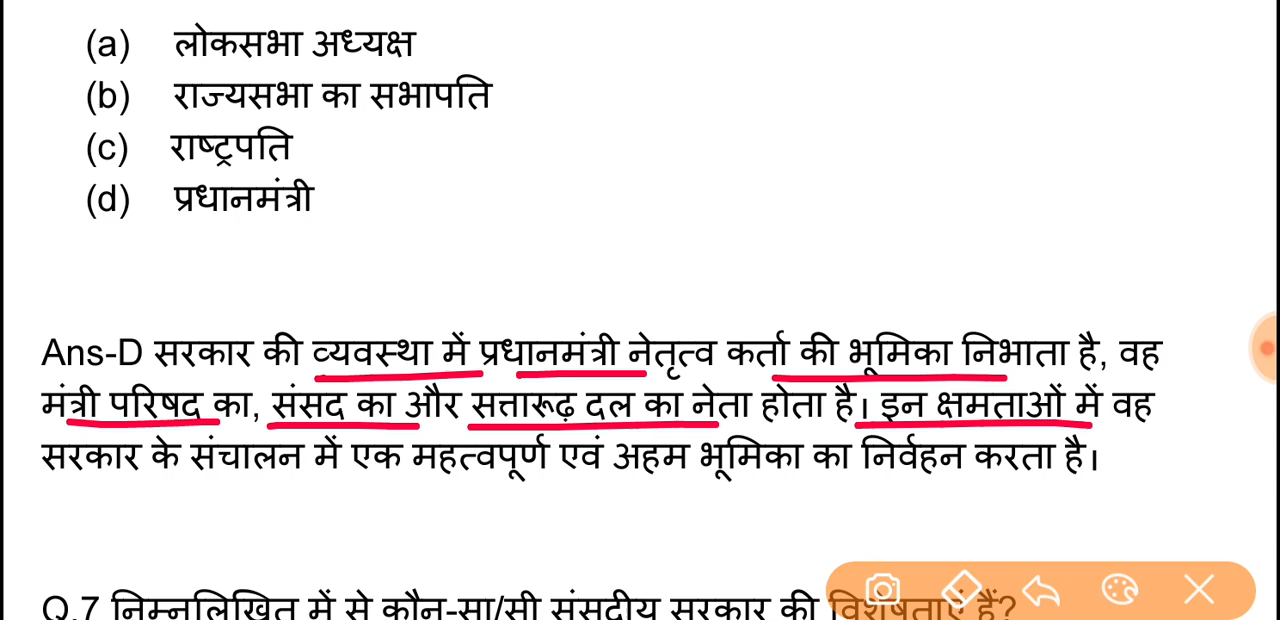 (a) लोकसभा अध्यक्ष
(b) राज्यसभा का सभापति
(c) राष्ट्रपति
(d) प्रधानमंत्री
Ans-D सरकार की व्यवस्था में प्रधानमंत्री नेतृत्व कर्ता की भूमिका निभाता है, वह
मंत्री परिषद का, संसद का और सत्तारूढ़ दल का नेता होता है। इन क्षमताओं में वह
सरकार के संचालन में एक महत्वपूर्ण एवं अहम भूमिका का निर्वहन करता है।
Q.7 निम्नलिखित में से कौन-सा/सी संसदीय सरकार की विशेषताएं हैं?